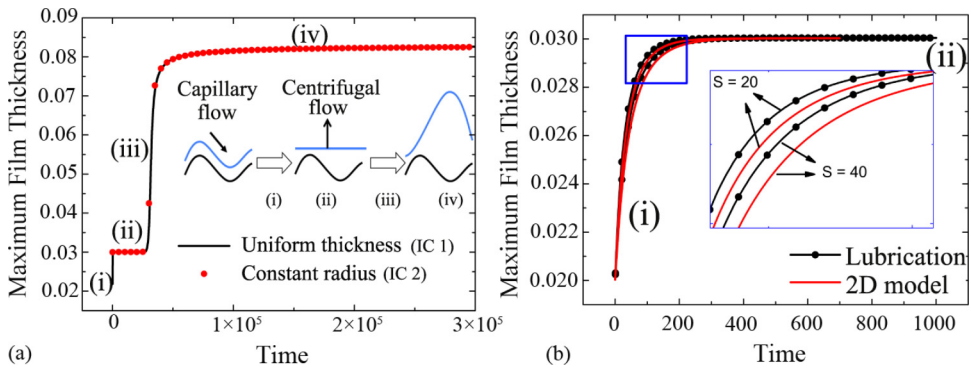 (a)
Maximum Film Thickness
0.09
0.08
0.07
0.06
0.05
0.04
0.03
0.02
(i)
(ii)
(iii)
(iv)
Capillary
flow
Centrifugal
flow
(i)
(ii)
(iii)
(iv)
Uniform thickness (IC 1)
Constant radius (IC 2)
0
1×10⁵
2×10⁵
3×10⁵
Time
(b)
Maximum Film Thickness
0.030
0.028
0.026
0.024
0.022
0.020
0
200
400
600
800
1000
Time
(i)
(ii)
S = 20
S = 40
Lubrication
2D model